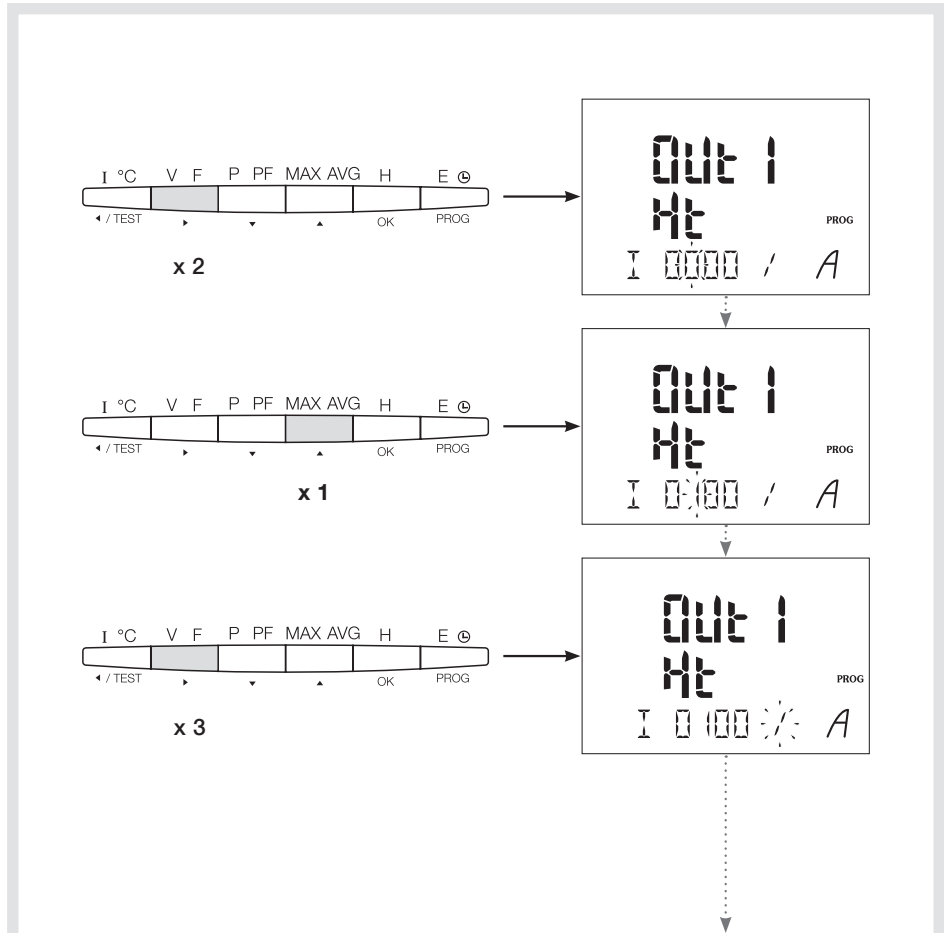 I °C V F P PF MAX AVG H E
/ TEST OK PROG
x 2
Out 1
Ht PROG
I 0000 / A
I °C V F P PF MAX AVG H E
/ TEST OK PROG
x 1
Out 1
Ht PROG
I 0100 / A
I °C V F P PF MAX AVG H E
/ TEST OK PROG
x 3
Out 1
Ht PROG
I 0100 / A